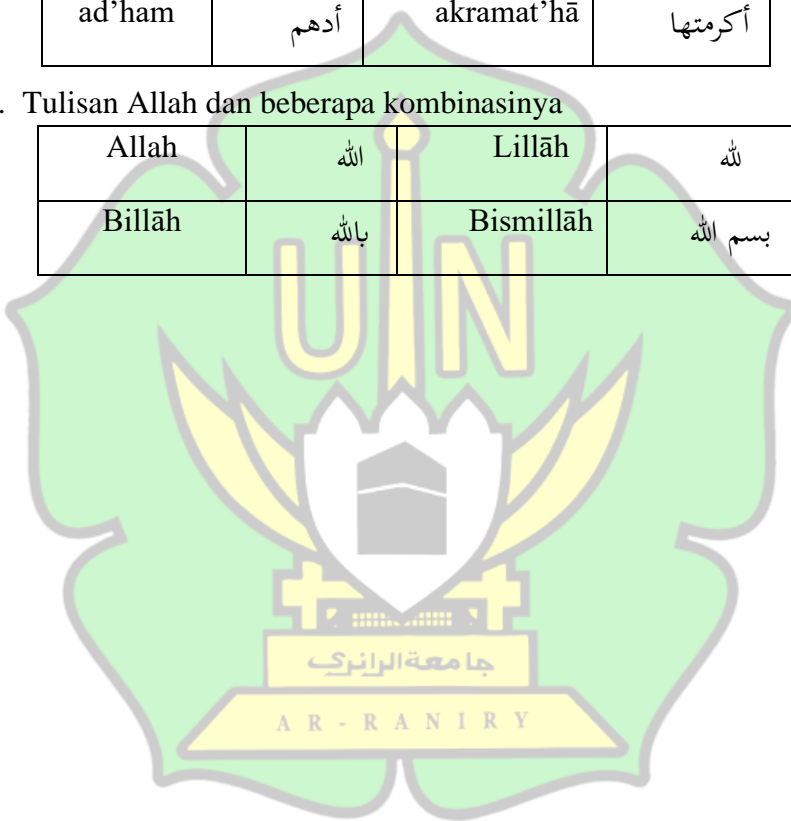 ad’ham أدهم akramat’hā أكرمتها
. Tulisan Allah dan beberapa kombinasinya
Allah الله Lillāh لله
Billāh بالله Bismillāh بسم الله
UIN
جامعة الرانري
AR-RANIRY